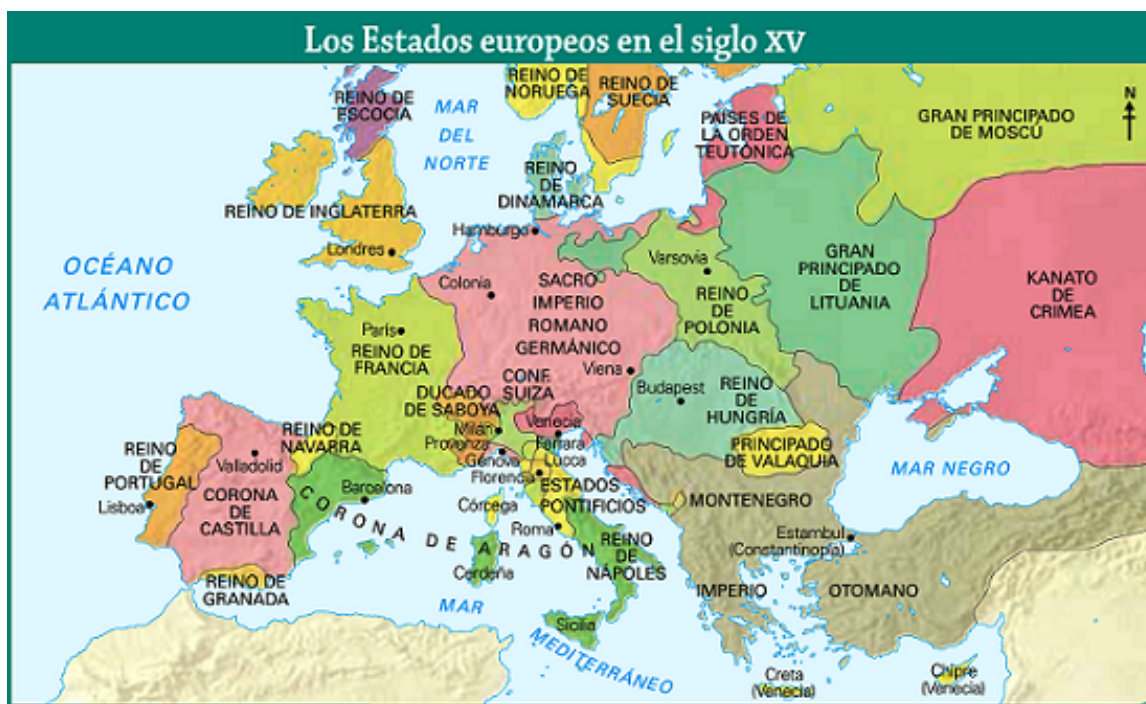 Los Estados europeos en el siglo XV
REINO DE
NORUEGA
REINO DE
SUECIA
REINO DE
ESCOCIA
MAR
DEL
NORTE
PAÍSES DE
LA ORDEN
TEUTÓNICA
GRAN PRINCIPADO
DE MOSCÚ
N
REINO
DE
DINAMARCA
REINO DE INGLATERRA
Londres
Hamburgo
OCÉANO
ATLÁNTICO
Colonia
SACRO
IMPERIO
ROMANO
GERMÁNICO
Varsovia
REINO
DE
POLONIA
GRAN
PRINCIPADO
DE
LITUANIA
KANATO
DE
CRIMEA
París
REINO DE
FRANCIA
CONF.
SUIZA
Viena
Budapest
REINO
DE
HUNGRÍA
DUCADO
DE SABOYA
Milán
Provenza
Génova
Florencia
Venecia
Ferrara
Lucca
PRINCIPADO
DE VALAQUIA
MAR NEGRO
REINO DE
NAVARRA
REINO
DE
PORTUGAL
Lisboa
Valladolid
CORONA
DE
CASTILLA
Barcelona
CORONA DE ARAGÓN
Córcega
ESTADOS
PONTIFICIOS
Roma
MONTENEGRO
Estambul
(Constantinopla)
REINO DE
GRANADA
Cerdeña
REINO
DE
NÁPOLES
IMPERIO
OTOMANO
MAR
MEDITERRÁNEO
Sicilia
Creta
(Venecia)
Chipre
(Venecia)